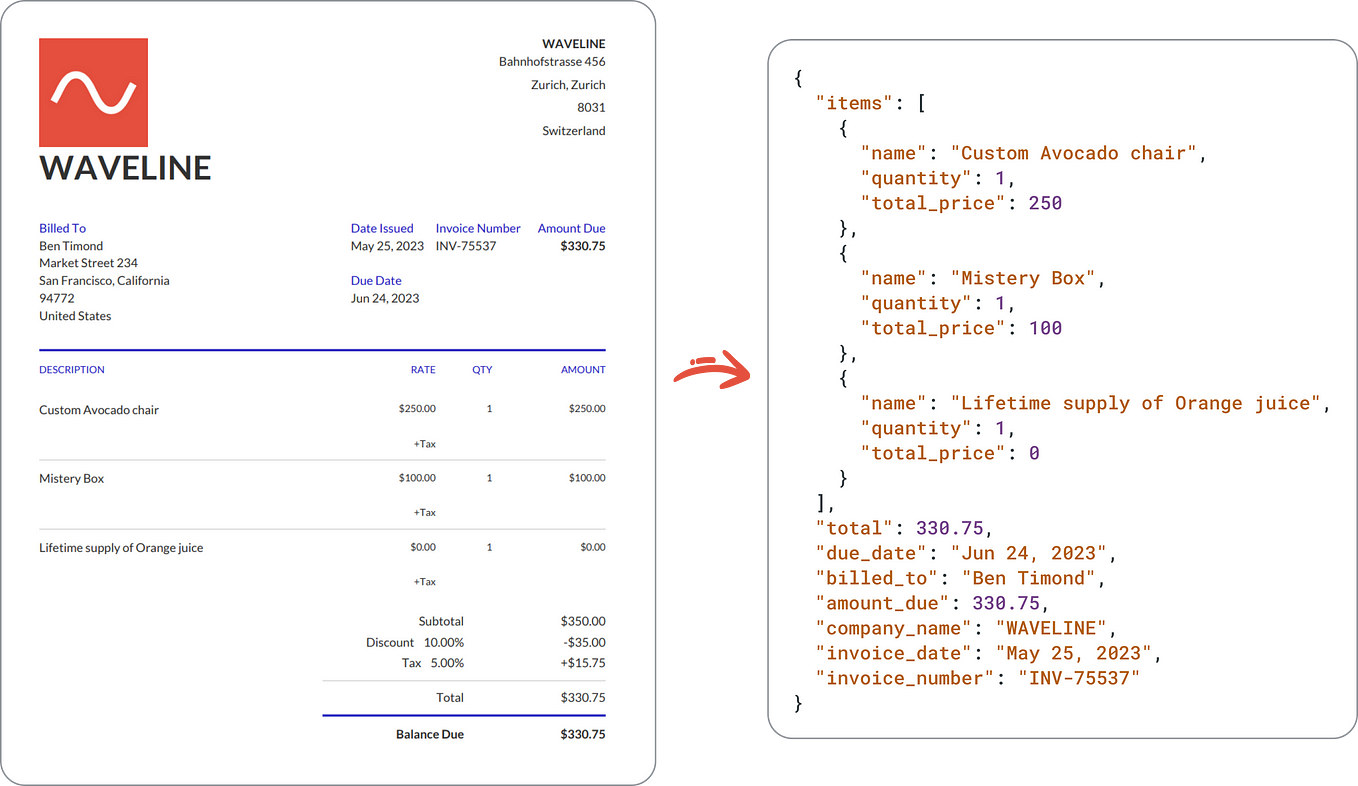 WAVELINE
WAVELINE
Bahnhofstrasse 456
Zurich, Zurich
8031
Switzerland
Billed To
Ben Timond
Market Street 234
San Francisco, California
94772
United States
Date Issued Invoice Number Amount Due
May 25, 2023 INV-75537 $330.75
Due Date
Jun 24, 2023
DESCRIPTION RATE QTY AMOUNT
Custom Avocado chair $250.00 1 $250.00
+Tax
Mistery Box $100.00 1 $100.00
+Tax
Lifetime supply of Orange juice $0.00 1 $0.00
+Tax
Subtotal $350.00
Discount 10.00% -$35.00
Tax 5.00% +$15.75
Total $330.75
Balance Due $330.75
{
  "items": [
    {
      "name": "Custom Avocado chair",
      "quantity": 1,
      "total_price": 250
    },
    {
      "name": "Mistery Box",
      "quantity": 1,
      "total_price": 100
    },
    {
      "name": "Lifetime supply of Orange juice",
      "quantity": 1,
      "total_price": 0
    }
  ],
  "total": 330.75,
  "due_date": "Jun 24, 2023",
  "billed_to": "Ben Timond",
  "amount_due": 330.75,
  "company_name": "WAVELINE",
  "invoice_date": "May 25, 2023",
  "invoice_number": "INV-75537"
}